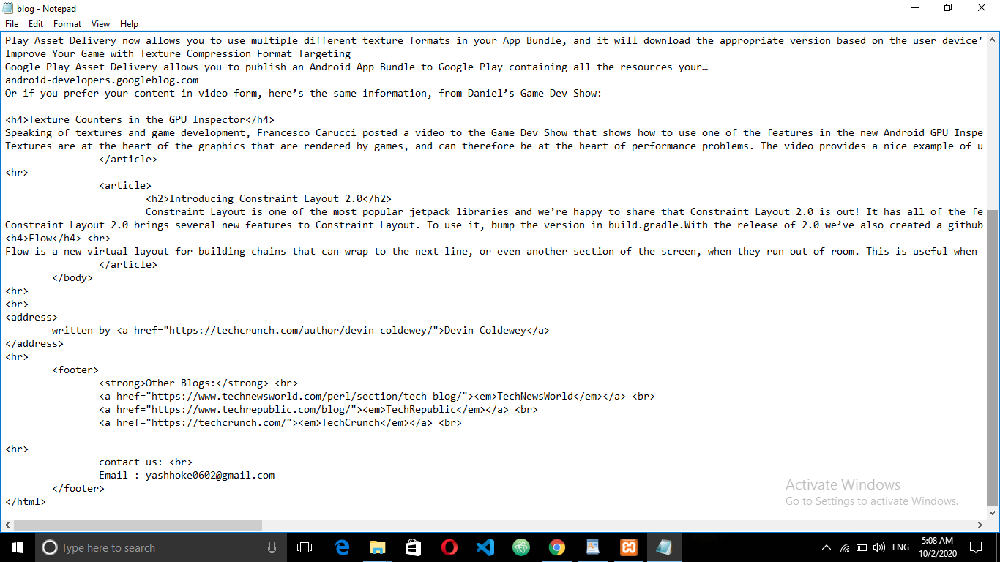 blog - Notepad
File Edit Format View Help
Play Asset Delivery now allows you to use multiple different texture formats in your App Bundle, and it will download the appropriate version based on the user device’
Improve Your Game with Texture Compression Format Targeting
Google Play Asset Delivery allows you to publish an Android App Bundle to Google Play containing all the resources your…
android-developers.googleblog.com
Or if you prefer your content in video form, here’s the same information, from Daniel’s Game Dev Show:
<h4>Texture Counters in the GPU Inspector</h4>
Speaking of textures and game development, Francesco Carucci posted a video to the Game Dev Show that shows how to use one of the features in the new Android GPU Inspe
Textures are at the heart of the graphics that are rendered by games, and can therefore be at the heart of performance problems. The video provides a nice example of u
</article>
<hr>
<article>
<h2>Introducing Constraint Layout 2.0</h2>
Constraint Layout is one of the most popular jetpack libraries and we’re happy to share that Constraint Layout 2.0 is out! It has all of the fe
Constraint Layout 2.0 brings several new features to Constraint Layout. To use it, bump the version in build.gradle.With the release of 2.0 we’ve also created a github
<h4>Flow</h4> <br>
Flow is a new virtual layout for building chains that can wrap to the next line, or even another section of the screen, when they run out of room. This is useful when
</article>
</body>
<hr>
<br>
<address>
written by <a href="https://techcrunch.com/author/devin-coldewey/">Devin-Coldewey</a>
</address>
<hr>
<footer>
<strong>Other Blogs:</strong> <br>
<a href="https://www.technewsworld.com/perl/section/tech-blog/"><em>TechNewsWorld</em></a> <br>
<a href="https://www.techrepublic.com/blog/"><em>TechRepublic</em></a> <br>
<a href="https://techcrunch.com/"><em>TechCrunch</em></a> <br>
<hr>
contact us: <br>
Email : yashhoke0602@gmail.com
</footer>
</html>
Activate Windows
Go to Settings to activate Windows.
Type here to search
ENG
5:08 AM
10/2/2020